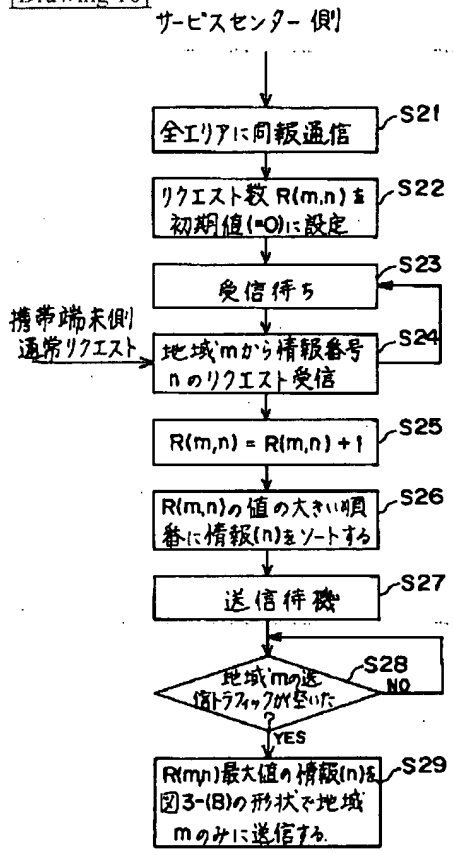 [Drawing 10]
サービスセンター側
S21
全エリアに同報通信
S22
リクエスト数 R(m,n)を
初期値(=0)に設定
S23
受信待ち
携帯端末側
通常リクエスト
S24
地域mから情報番号
nのリクエスト受信
S25
R(m,n) = R(m,n) + 1
S26
R(m,n)の値の大きい順
番に情報(n)をソートする
S27
送信待機
S28
地域mの送
信トラフィックが空いた
?
NO
YES
S29
R(m,n)最大値の情報(n)を
図3-(B)の形状で地域
mのみに送信する.